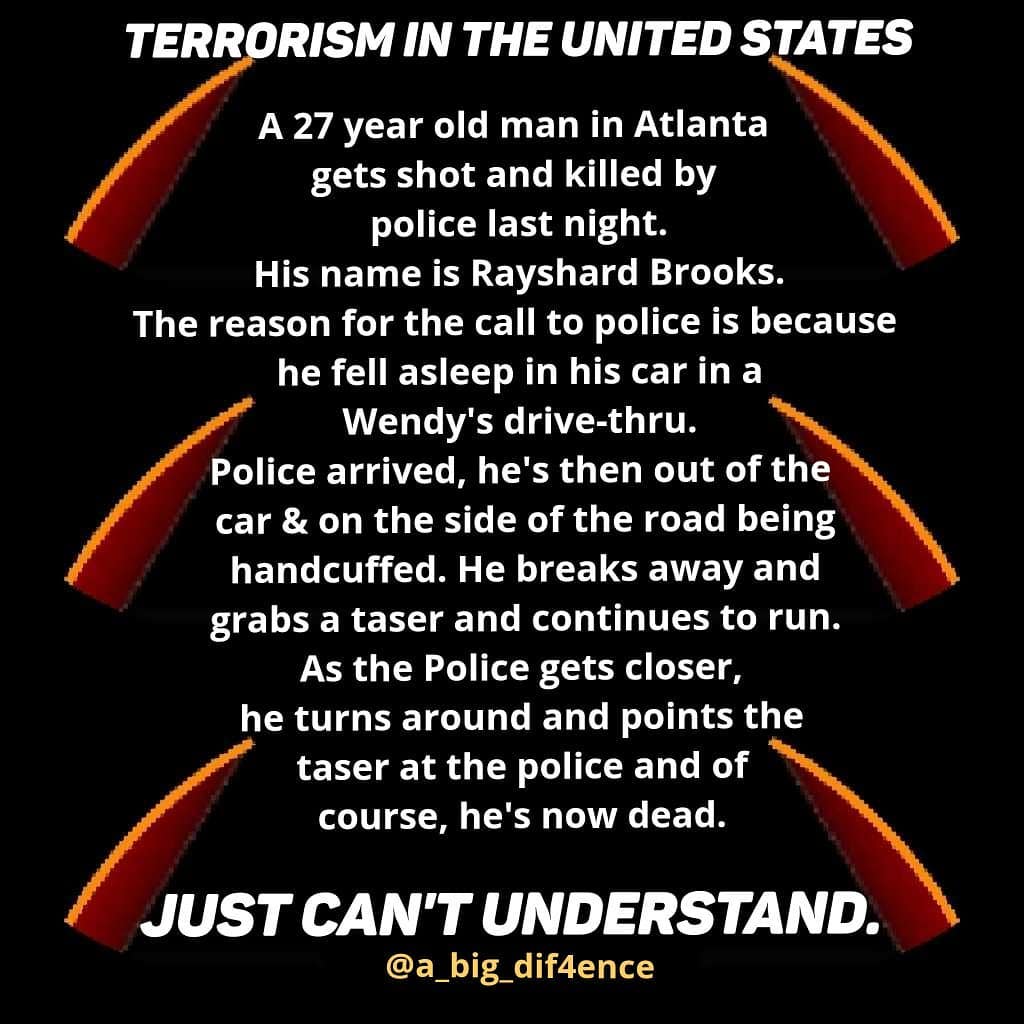 TERRORISM IN THE UNITED STATES
A 27 year old man in Atlanta
gets shot and killed by
police last night.
His name is Rayshard Brooks.
The reason for the call to police is because
he fell asleep in his car in a
Wendy's drive-thru.
Police arrived, he's then out of the
car & on the side of the road being
handcuffed. He breaks away and
grabs a taser and continues to run.
As the Police gets closer,
he turns around and points the
taser at the police and of
course, he's now dead.
JUST CAN'T UNDERSTAND.
@a_big_dif4ence